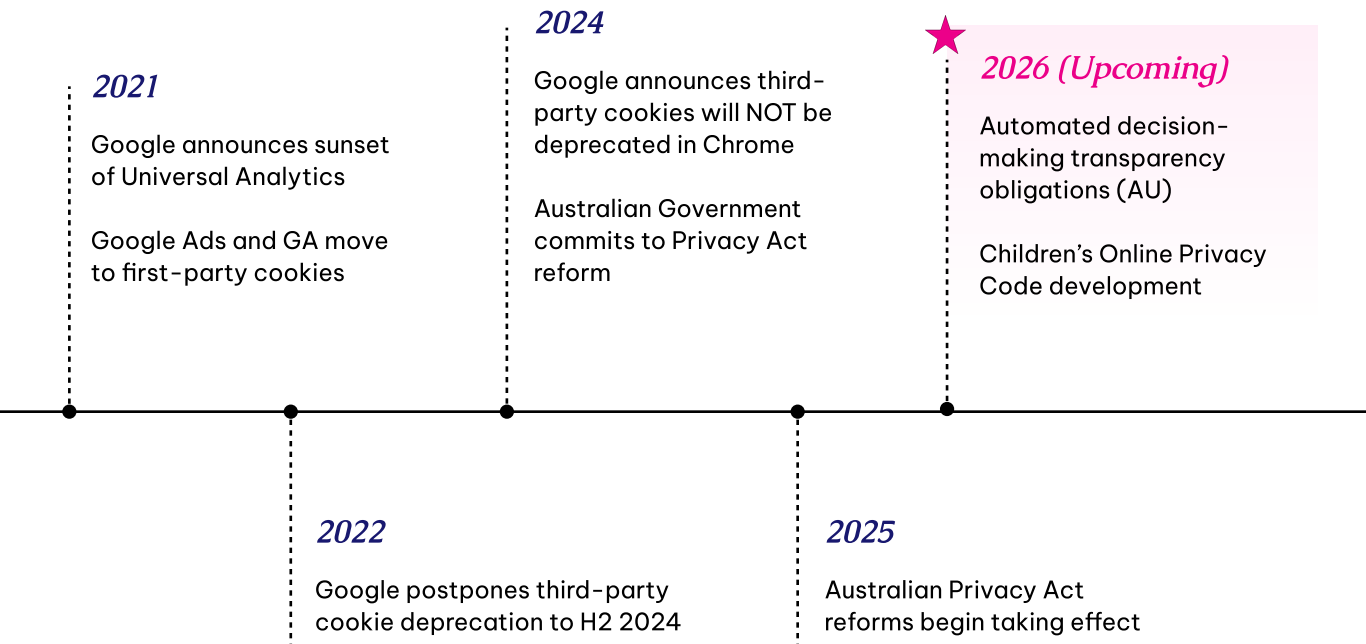 2021
Google announces sunset
of Universal Analytics
Google Ads and GA move
to first-party cookies
2022
Google postpones third-party
cookie deprecation to H2 2024
2024
Google announces third-
party cookies will NOT be
deprecated in Chrome
Australian Government
commits to Privacy Act
reform
2025
Australian Privacy Act
reforms begin taking effect
2026 (Upcoming)
Automated decision-
making transparency
obligations (AU)
Children’s Online Privacy
Code development